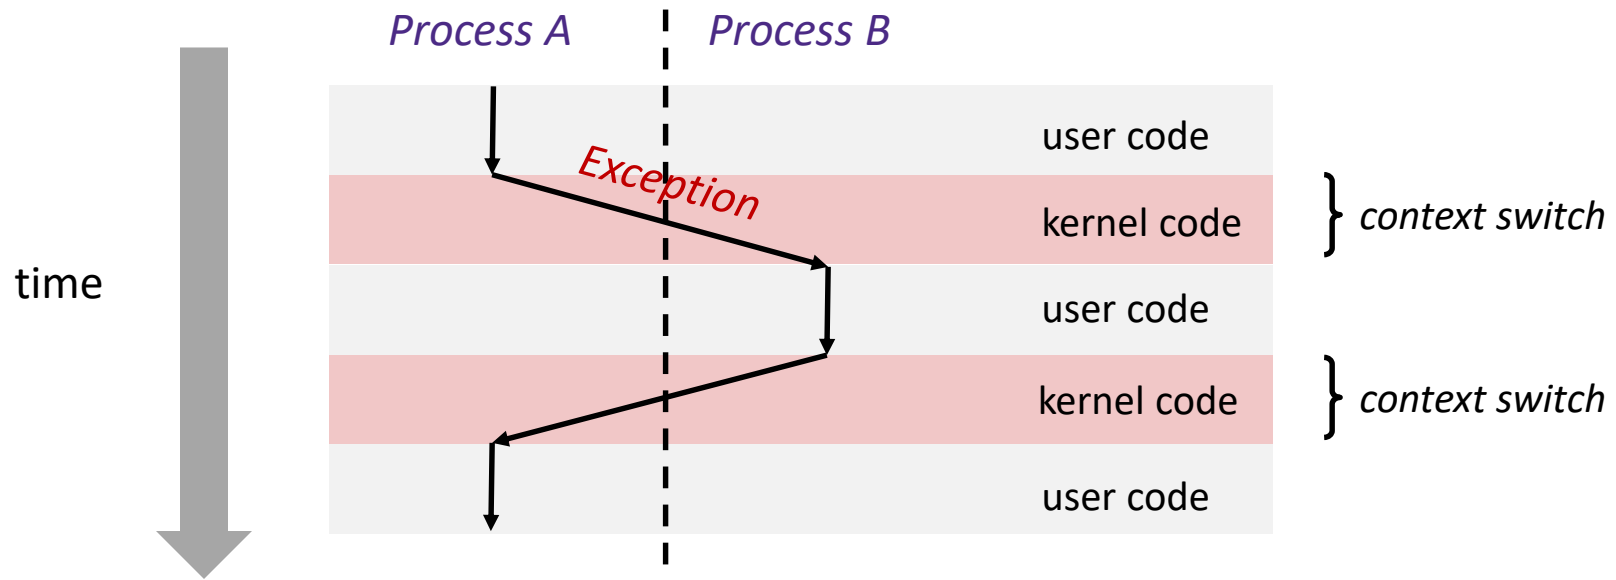 Process A
Process B
user code
Exception
kernel code
context switch
time
user code
kernel code
context switch
user code